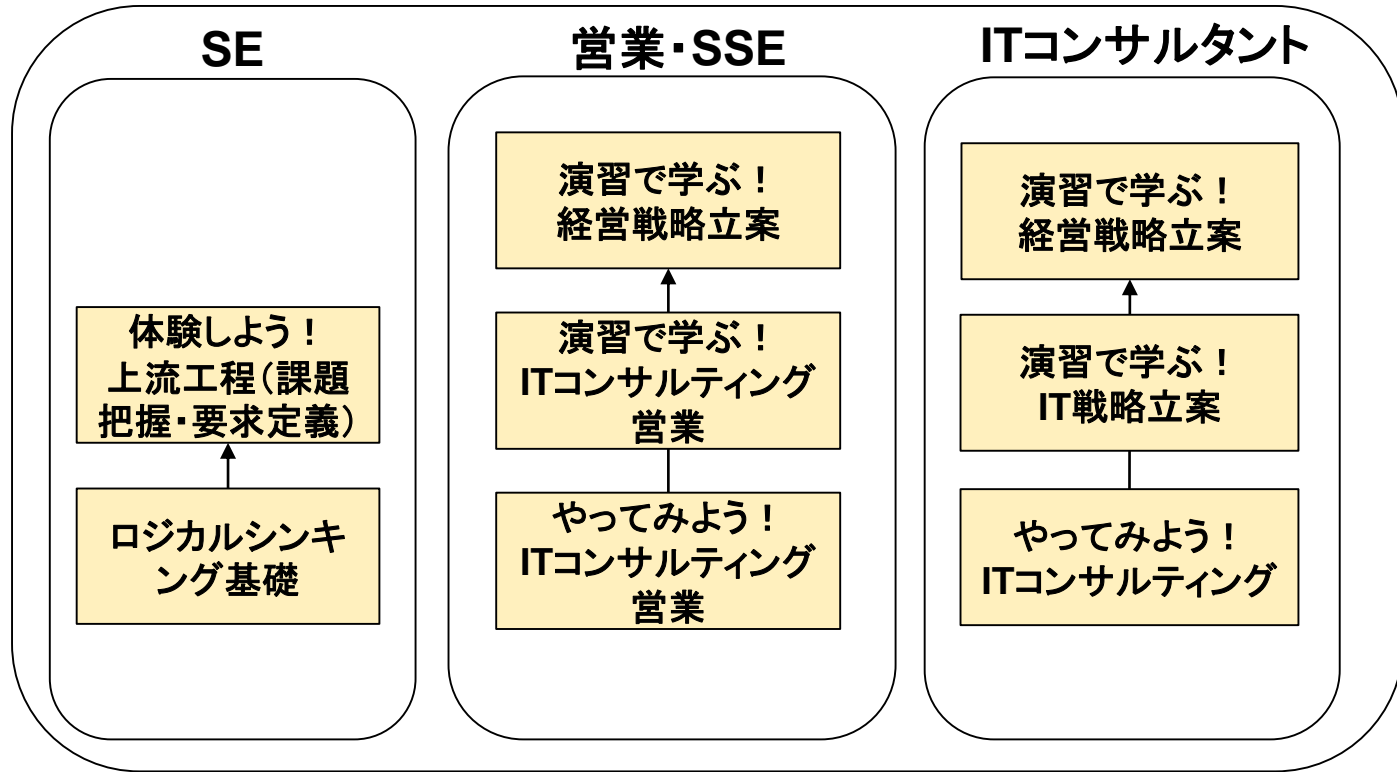 SE
体験しよう！
上流工程（課題
把握・要求定義）
ロジカルシンキ
ング基礎
営業・SSE
演習で学ぶ！
経営戦略立案
演習で学ぶ！
ITコンサルティング
営業
やってみよう！
ITコンサルティング
営業
ITコンサルタント
演習で学ぶ！
経営戦略立案
演習で学ぶ！
IT戦略立案
やってみよう！
ITコンサルティング